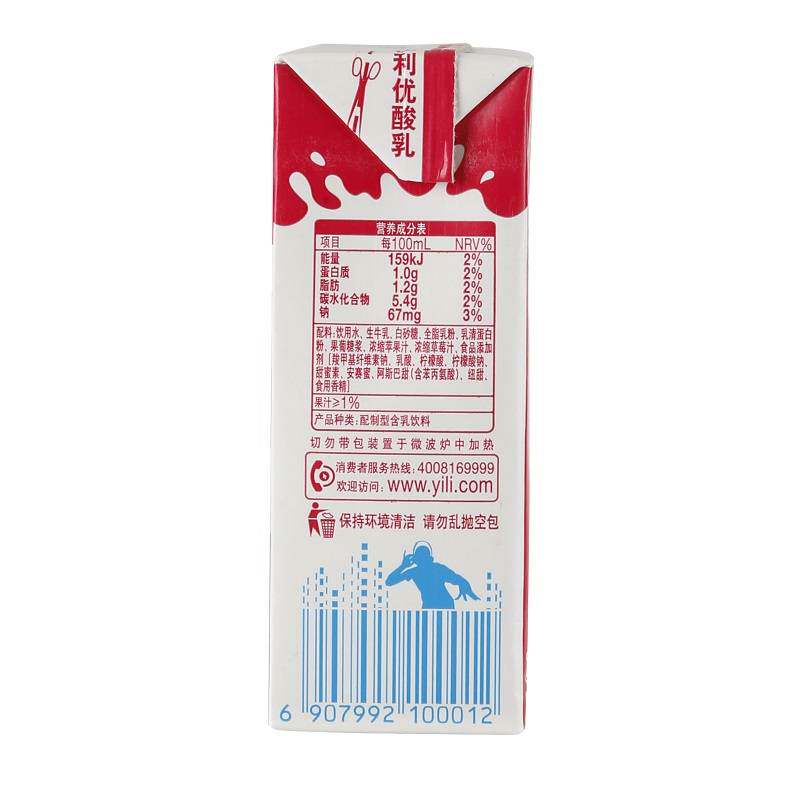 利优酸乳
营养成分表
项目 每100mL NRV%
能量 159kJ 2%
蛋白质 1.0g 2%
脂肪 1.2g 2%
碳水化合物 5.4g 2%
钠 67mg 3%
配料：饮用水、生牛乳、白砂糖、全脂乳粉、乳清蛋白
粉、果葡糖浆、浓缩苹果汁、浓缩草莓汁、食品添加
剂［羧甲基纤维素钠、乳酸、柠檬酸、柠檬酸钠、
甜蜜素、安赛蜜、阿斯巴甜(含苯丙氨酸)、纽甜、
食用香精］
果汁≥1%
产品种类：配制型含乳饮料
切勿带包装置于微波炉中加热
消费者服务热线：4008169999
欢迎访问：www.yili.com
保持环境清洁 请勿乱抛空包
6 907992 100012